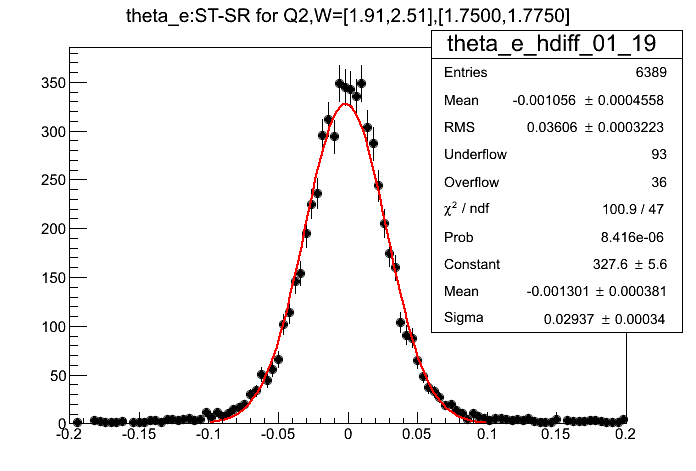 theta_e:ST-SR for Q2,W=[1.91,2.51],[1.7500,1.7750]
theta_e_hdiff_01_19
Entries 6389
Mean -0.001056 ± 0.0004558
RMS 0.03606 ± 0.0003223
Underflow 93
Overflow 36
χ² / ndf 100.9 / 47
Prob 8.416e-06
Constant 327.6 ± 5.6
Mean -0.001301 ± 0.000381
Sigma 0.02937 ± 0.00034
350
300
250
200
150
100
50
0
-0.2 -0.15 -0.1 -0.05 0 0.05 0.1 0.15 0.2